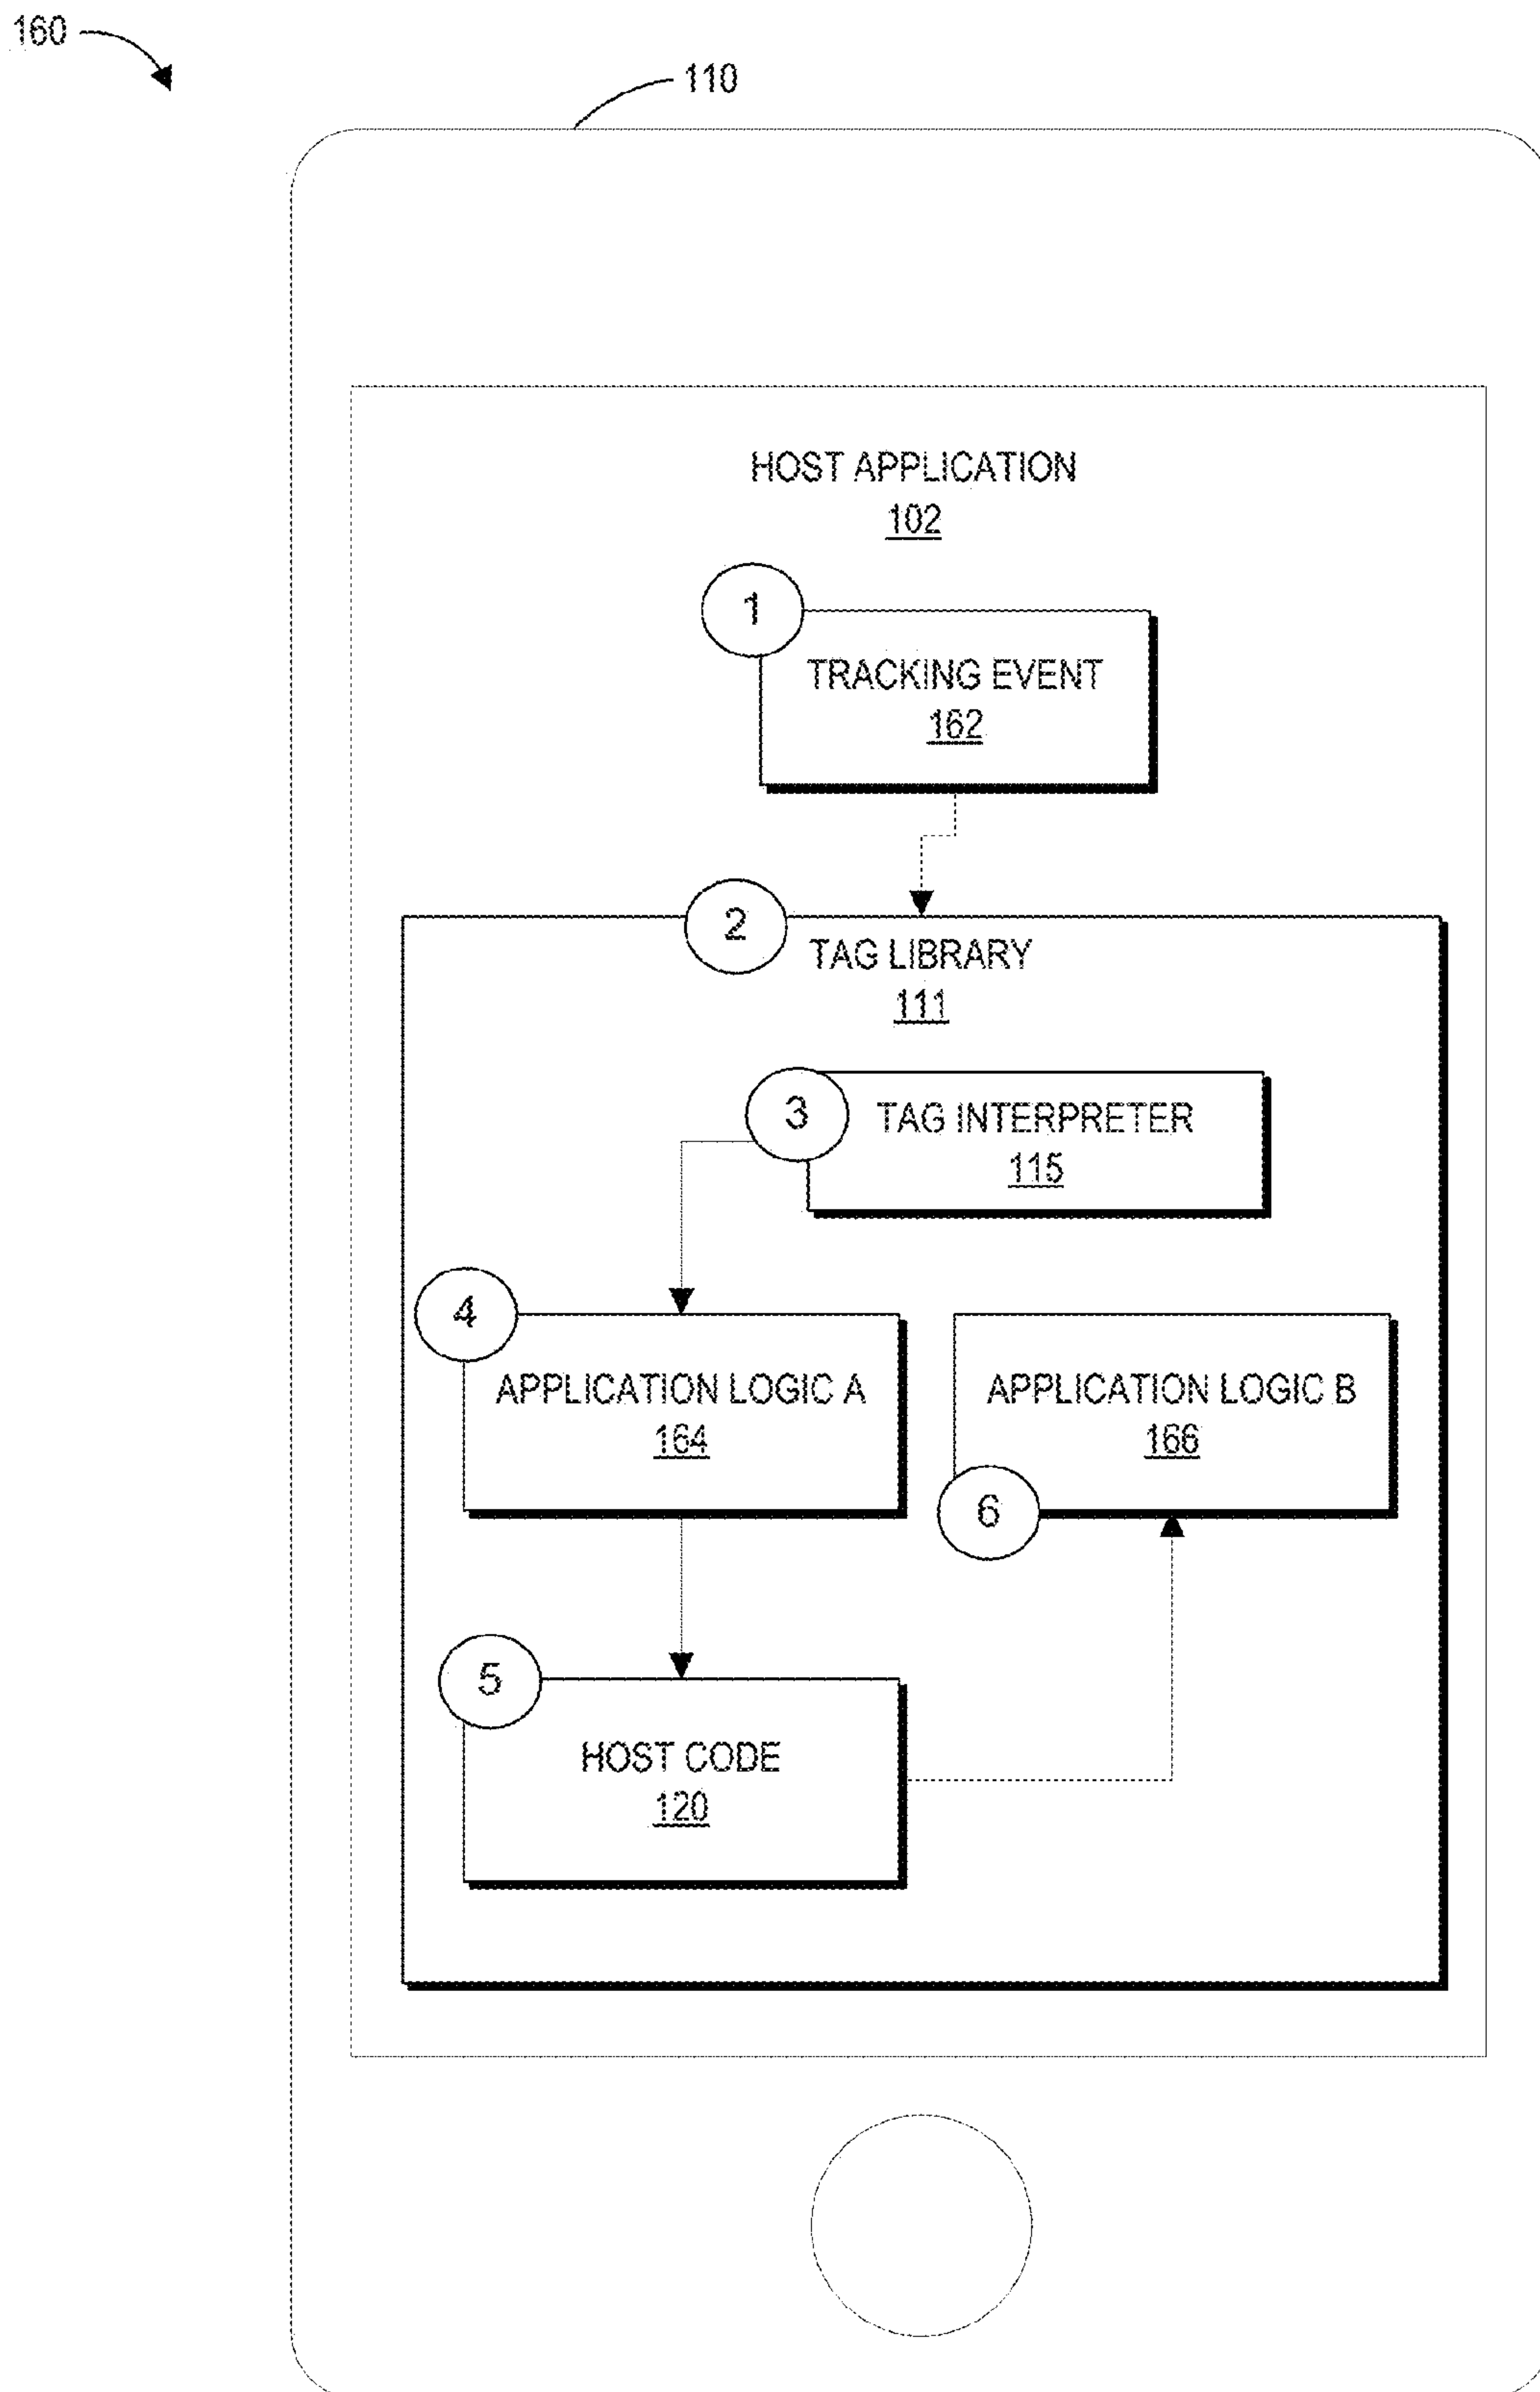 160
110
HOST APPLICATION
102
1
TRACKING EVENT
162
2
TAG LIBRARY
111
3
TAG INTERPRETER
115
4
APPLICATION LOGIC A
164
APPLICATION LOGIC B
166
6
5
HOST CODE
120